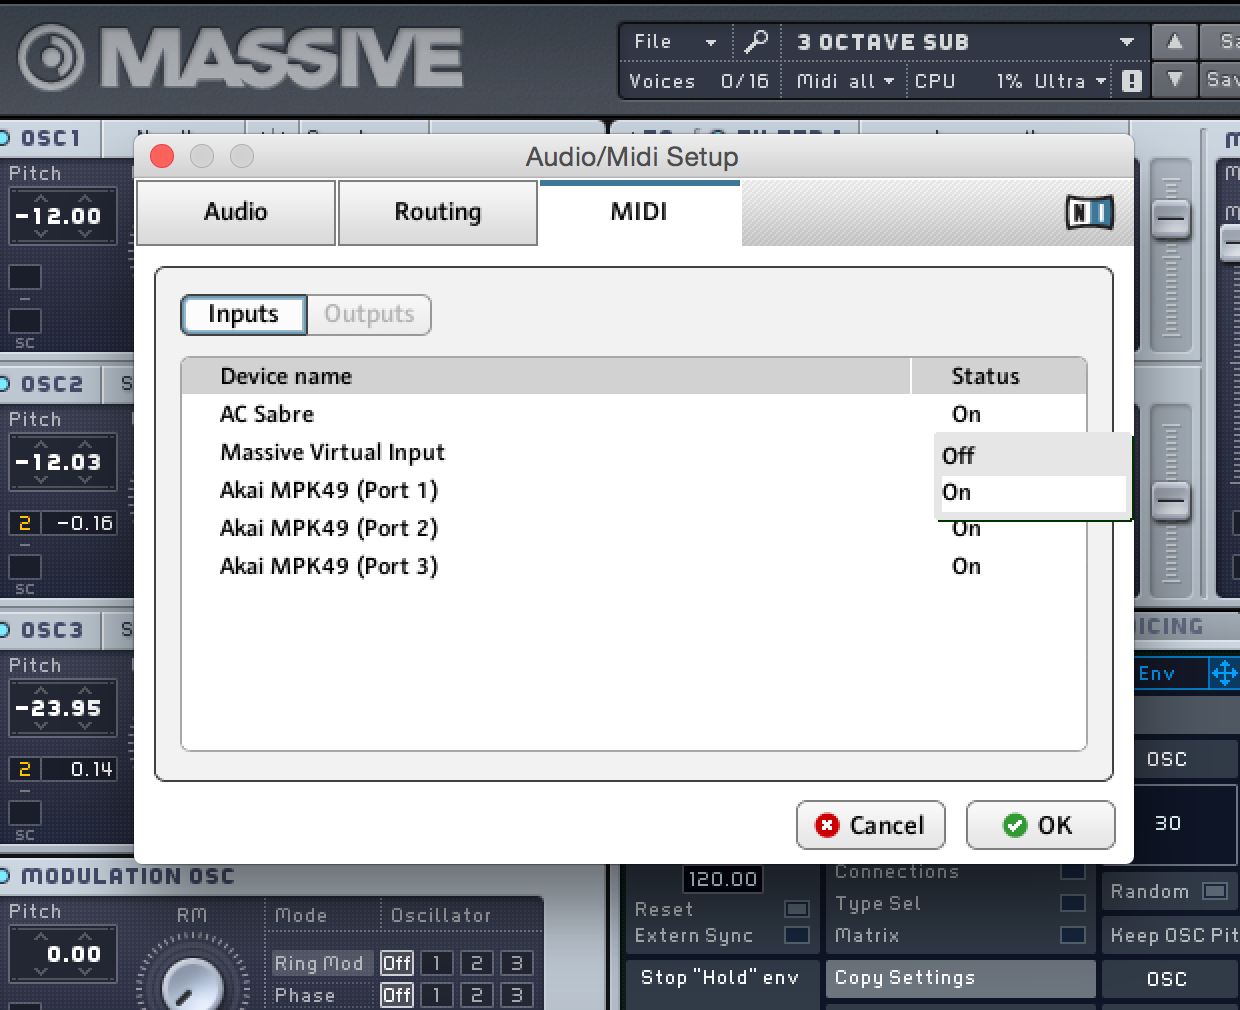 MASSIVE
File
3 OCTAVE SUB
Voices 0/16 Midi all CPU 1% Ultra
OSC1
Pitch
-12.00
SC
OSC2
Pitch
-12.03
2 -0.16
SC
OSC3
Pitch
-23.95
2 0.14
SC
Audio/Midi Setup
Audio
Routing
MIDI
NI
Inputs
Outputs
Device name Status
AC Sabre On
Massive Virtual Input
Off
Akai MPK49 (Port 1)
On
Akai MPK49 (Port 2) On
Akai MPK49 (Port 3) On
Cancel
OK
Env
OSC
30
MODULATION OSC
Pitch
0.00
RM
Mode
Oscillator
Ring Mod Off 1 2 3
Phase Off 1 2 3
120.00
Reset
Extern Sync
Stop "Hold" env
Connections
Type Sel
Matrix
Copy Settings
Random
Keep OSC Pit
OSC